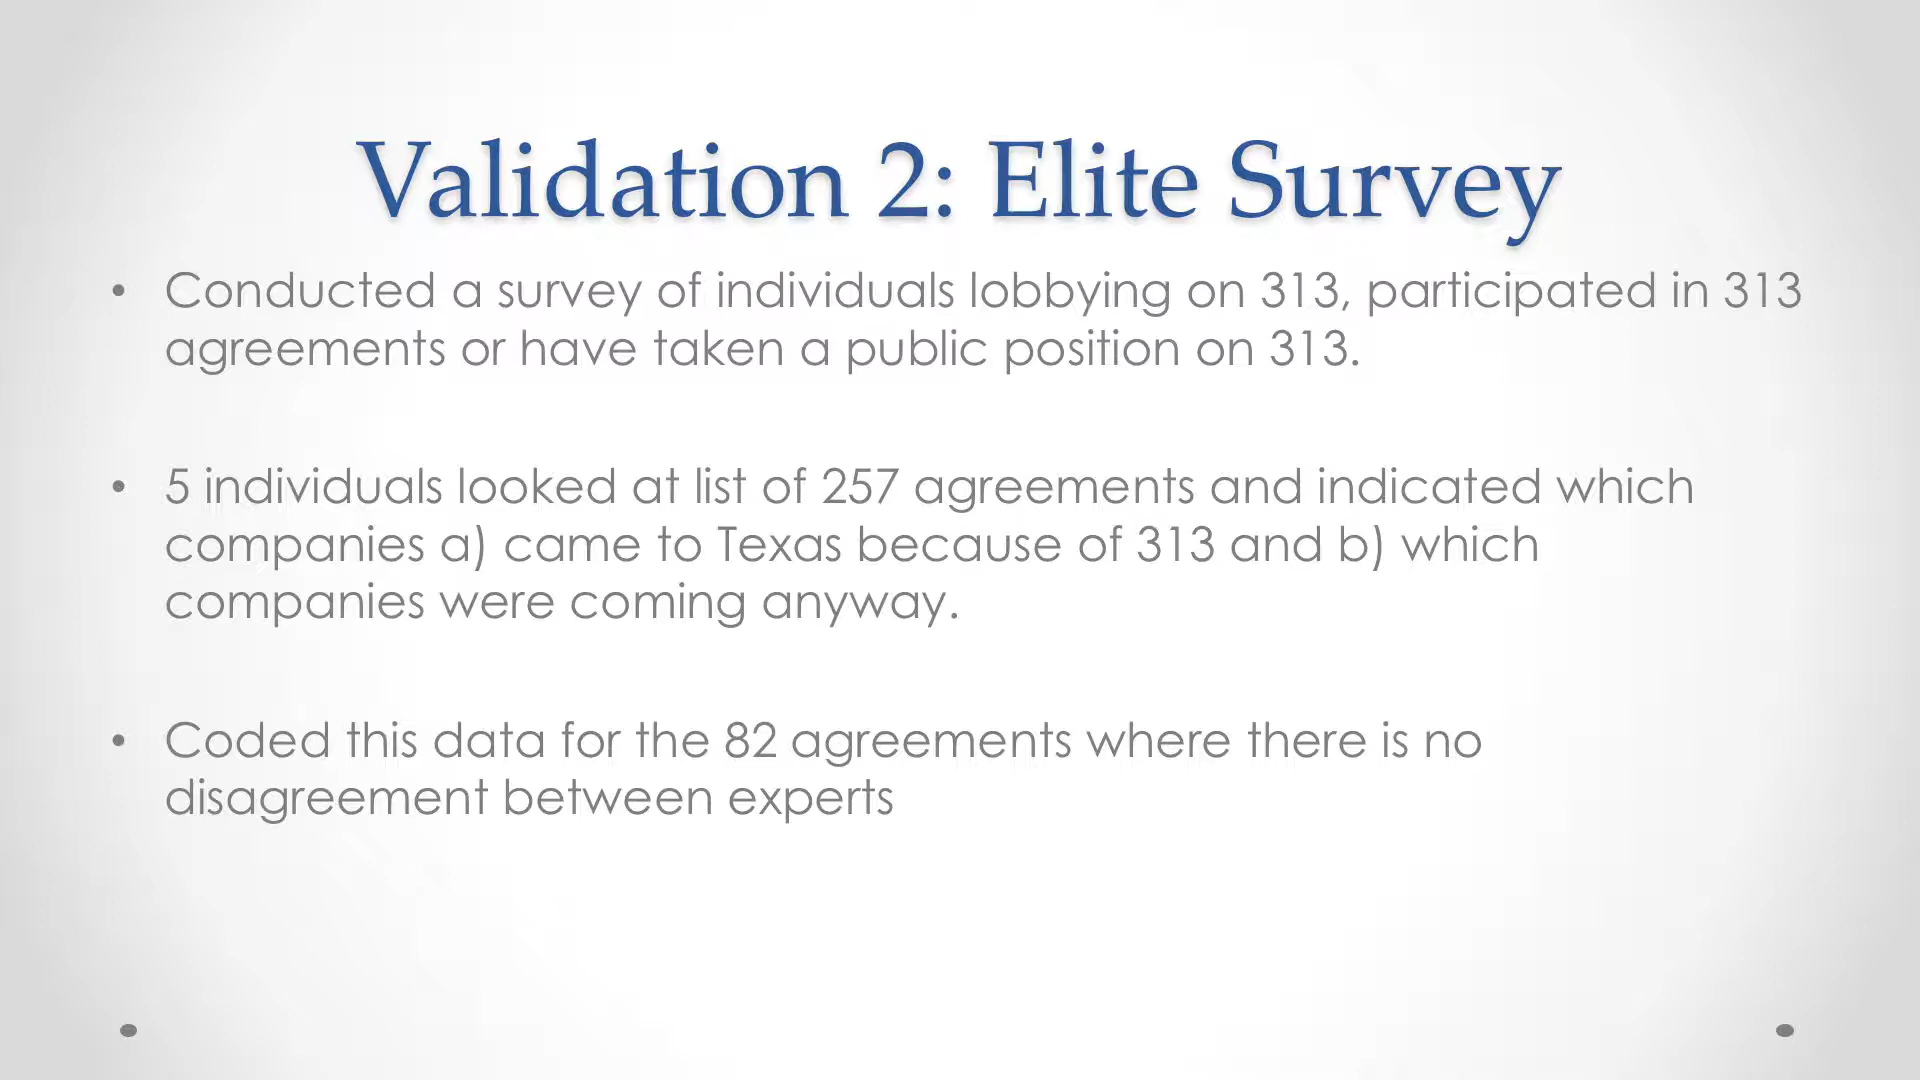 Validation 2: Elite Survey
• Conducted a survey of individuals lobbying on 313, participated in 313
agreements or have taken a public position on 313.
• 5 individuals looked at list of 257 agreements and indicated which
companies a) came to Texas because of 313 and b) which
companies were coming anyway.
• Coded this data for the 82 agreements where there is no
disagreement between experts